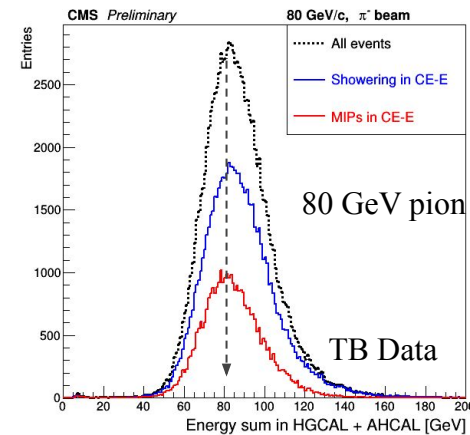 CMS Preliminary 80 GeV/c, π⁻ beam
Entries
All events
Showering in CE-E
MIPs in CE-E
2500
2000
1500
1000
500
0
80 GeV pion
TB Data
0 20 40 60 80 100 120 140 160 180 200
Energy sum in HGCAL + AHCAL [GeV]